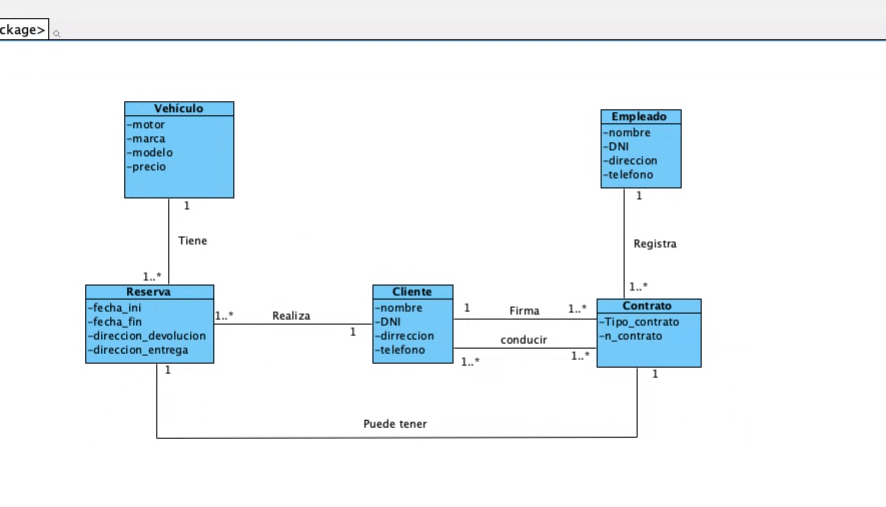 ckage>
Vehículo
-motor
-marca
-modelo
-precio
1
Tiene
1..*
Empleado
-nombre
-DNI
-direccion
-telefono
1
Registra
1..*
Reserva
-fecha_ini
-fecha_fin
-direccion_devolucion
-direccion_entrega
1..*
Realiza
1
Cliente
-nombre
-DNI
-dirreccion
-telefono
1
Firma
1..*
conducir
1..*
1..*
Contrato
-Tipo_contrato
-n_contrato
1
Puede tener
1